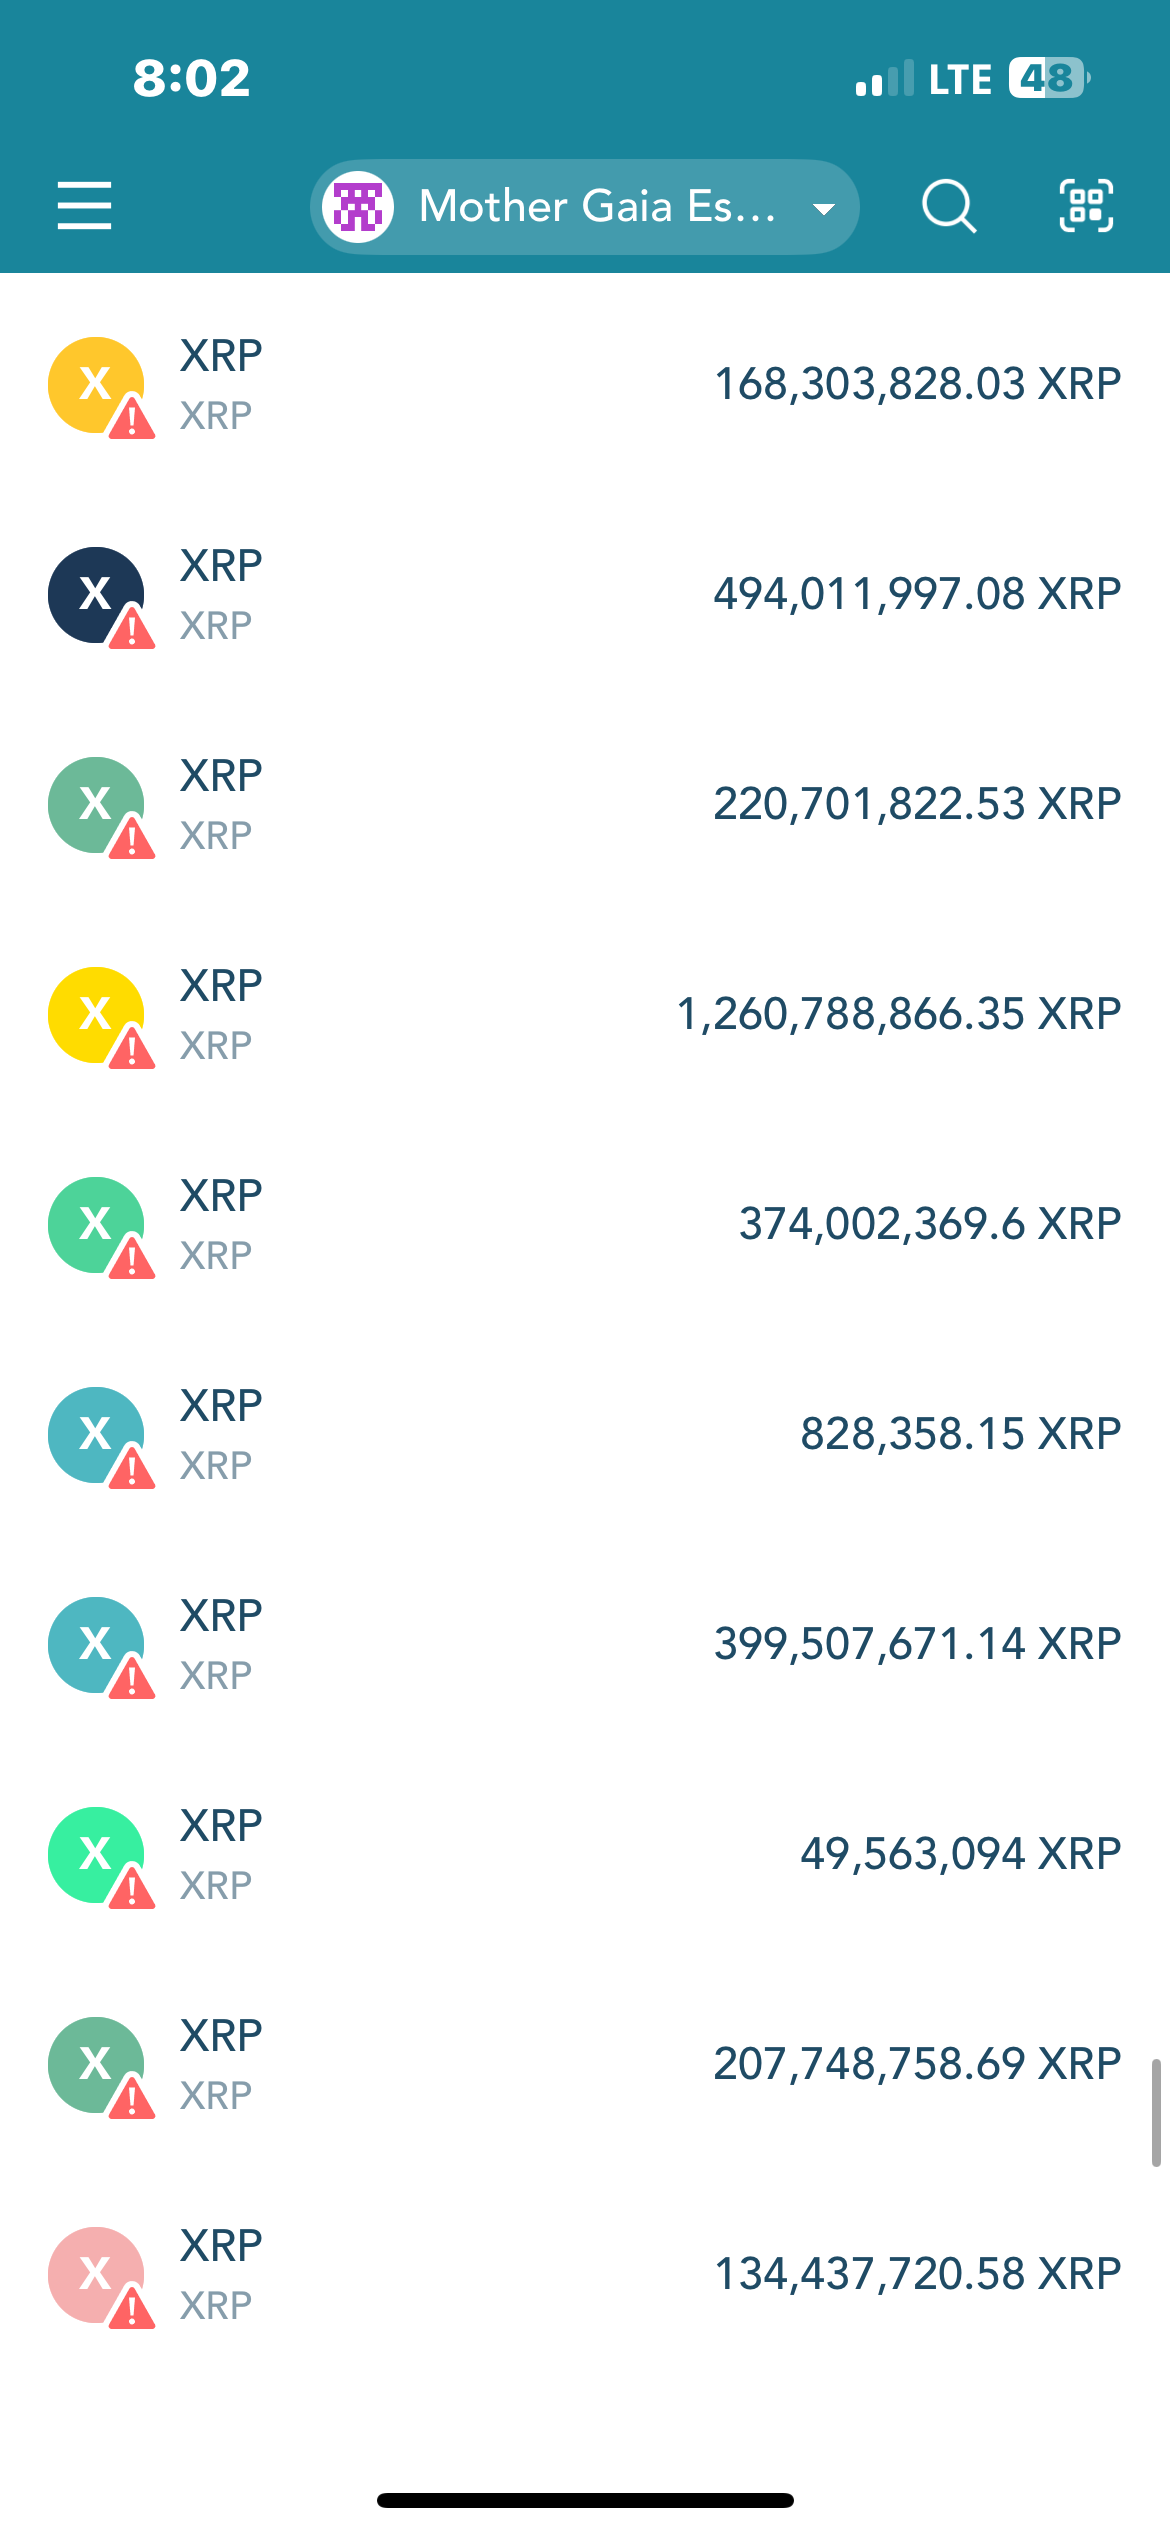 8:02
LTE 48
Mother Gaia Es...
X XRP
XRP
168,303,828.03 XRP
X XRP
XRP
494,011,997.08 XRP
X XRP
XRP
220,701,822.53 XRP
X XRP
XRP
1,260,788,866.35 XRP
X XRP
XRP
374,002,369.6 XRP
X XRP
XRP
828,358.15 XRP
X XRP
XRP
399,507,671.14 XRP
X XRP
XRP
49,563,094 XRP
X XRP
XRP
207,748,758.69 XRP
X XRP
XRP
134,437,720.58 XRP